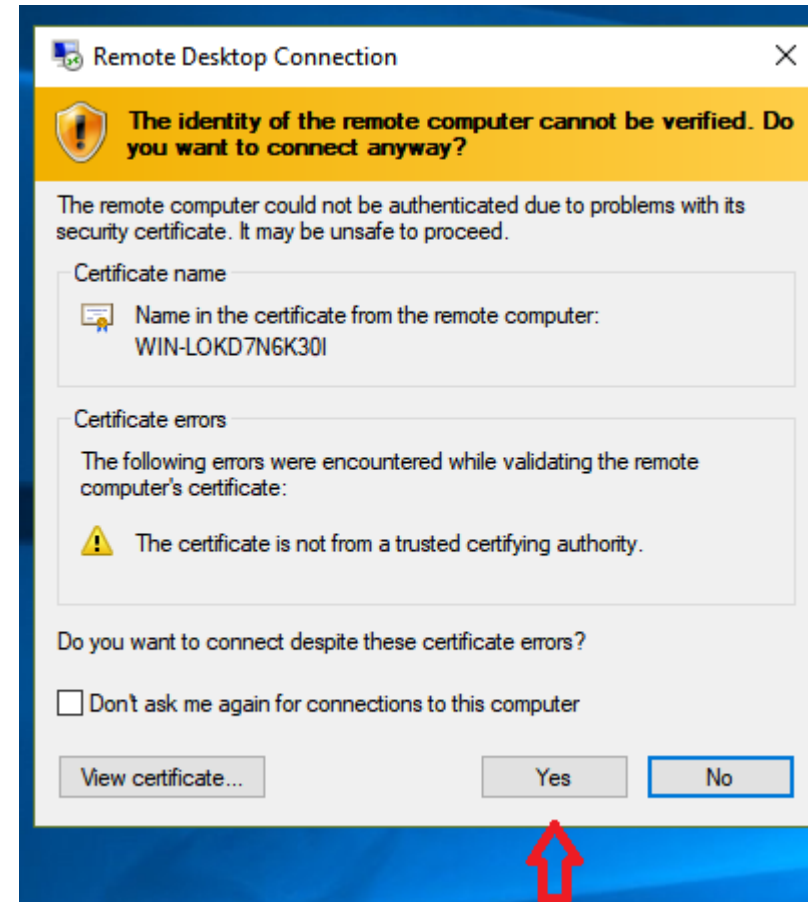 Remote Desktop Connection
The identity of the remote computer cannot be verified. Do
you want to connect anyway?
The remote computer could not be authenticated due to problems with its
security certificate. It may be unsafe to proceed.
Certificate name
Name in the certificate from the remote computer:
WIN-LOKD7N6K30I
Certificate errors
The following errors were encountered while validating the remote
computer's certificate:
The certificate is not from a trusted certifying authority.
Do you want to connect despite these certificate errors?
Don't ask me again for connections to this computer
View certificate... Yes No